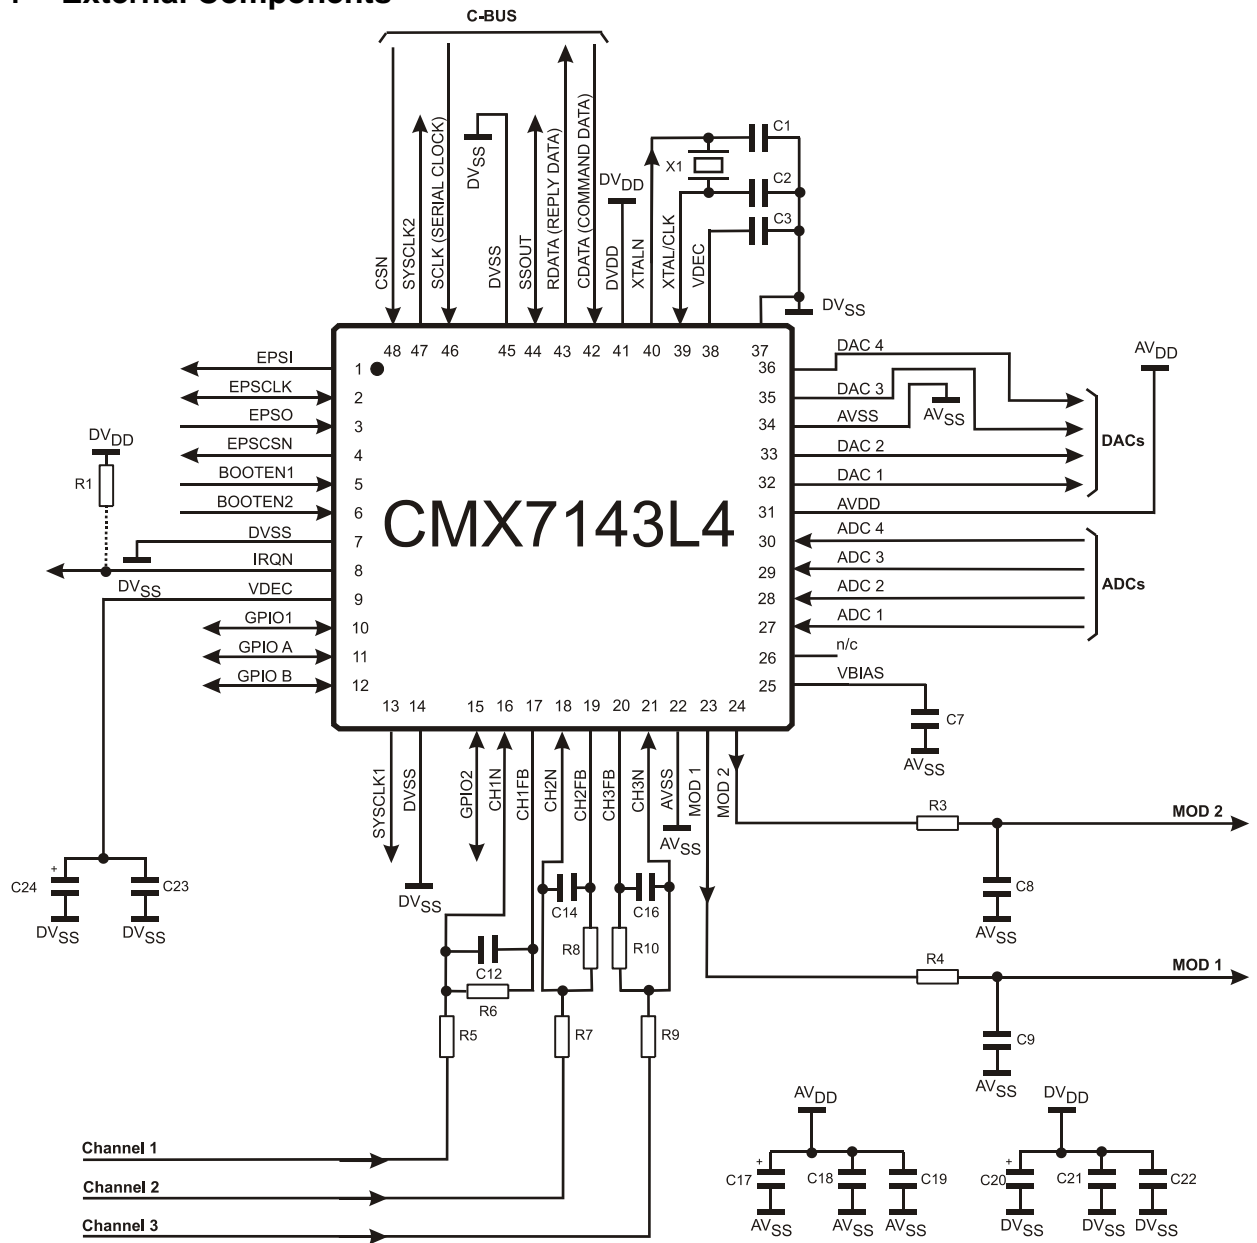 External Components
C-BUS
CSN
SYSCLK2
SCLK (SERIAL CLOCK)
DVSS
DVSS
SSOUT
RDATA (REPLY DATA)
CDATA (COMMAND DATA)
DVDD
DVDD
XTALN
XTAL/CLK
VDEC
X1
C1
C2
C3
DVSS
48 47 46 45 44 43 42 41 40 39 38 37
EPSI 1
EPSCLK 2
EPSO 3
EPSCSN 4
BOOTEN1 5
BOOTEN2 6
DVSS 7
IRQN 8
VDEC 9
GPIO1 10
GPIO A 11
GPIO B 12
DVDD
R1
DVSS
CMX7143L4
36 DAC 4
35 DAC 3
34 AVSS
33 DAC 2
32 DAC 1
31 AVDD
30 ADC 4
29 ADC 3
28 ADC 2
27 ADC 1
26 n/c
25 VBIAS
AVSS
AVDD
DACs
ADCs
C7
AVSS
13 14 15 16 17 18 19 20 21 22 23 24
SYSCLK1
DVSS
GPIO2
CH1N
CH1FB
CH2N
CH2FB
CH3FB
CH3N
AVSS
MOD 1
MOD 2
AVSS
DVSS
R3
MOD 2
C8
AVSS
R4
MOD 1
C9
AVSS
+
C24
C23
DVSS
DVSS
C14
C16
R8
R10
C12
R6
R5
R7
R9
Channel 1
Channel 2
Channel 3
AVDD
+
C17
C18
C19
AVSS
AVSS
AVSS
DVDD
+
C20
C21
C22
DVSS
DVSS
DVSS